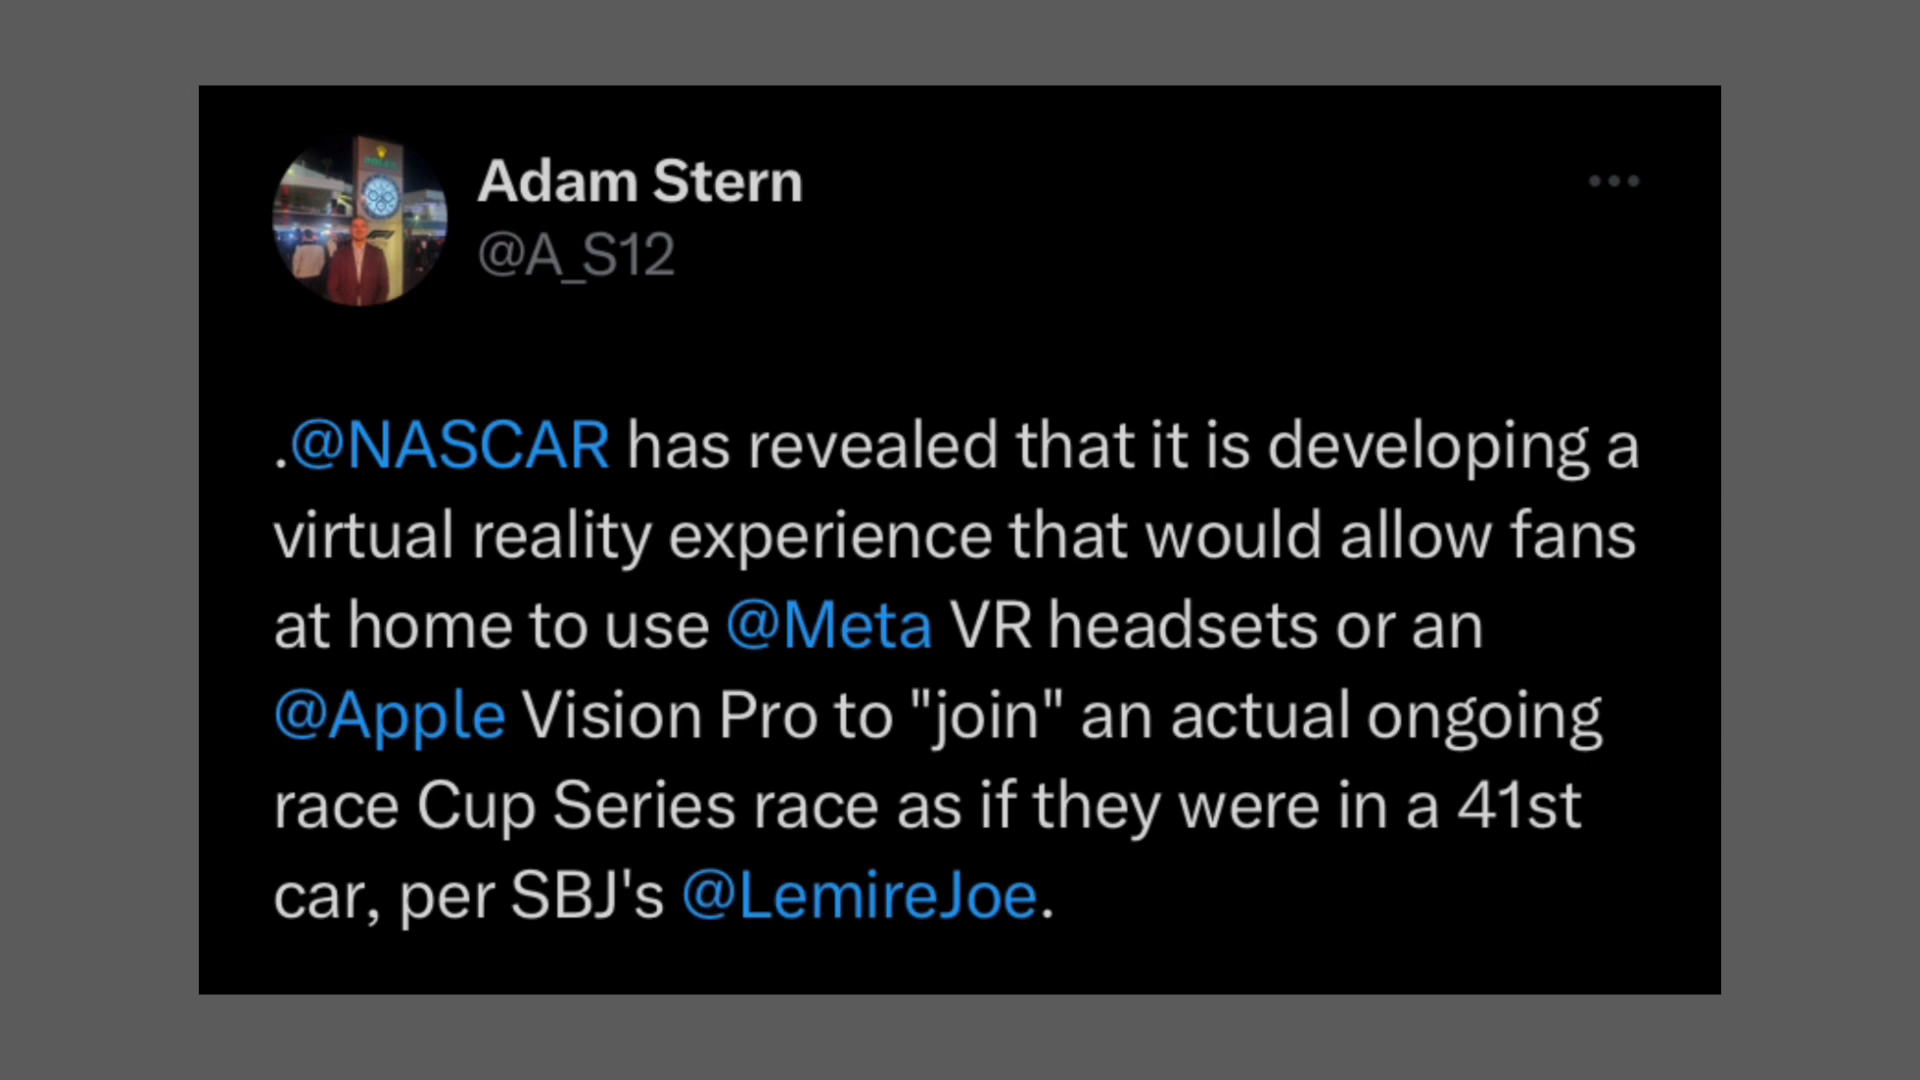 Adam Stern
@A_S12
.@NASCAR has revealed that it is developing a
virtual reality experience that would allow fans
at home to use @Meta VR headsets or an
@Apple Vision Pro to "join" an actual ongoing
race Cup Series race as if they were in a 41st
car, per SBJ's @LemireJoe.